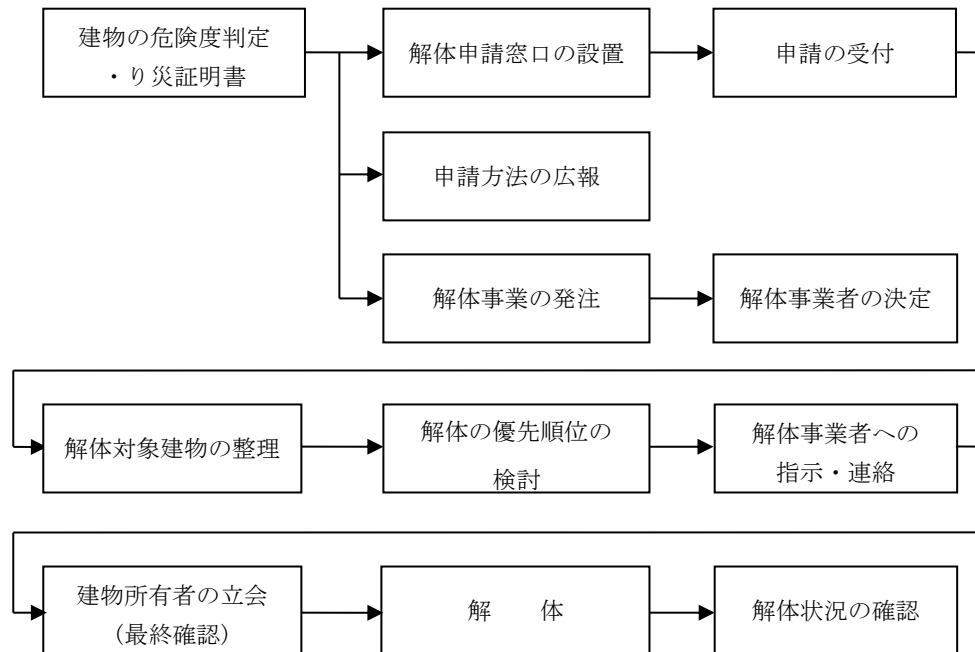 建物の危険度判定
・り災証明書
解体申請窓口の設置
申請の受付
申請方法の広報
解体事業の発注
解体事業者の決定
解体対象建物の整理
解体の優先順位の
検討
解体事業者への
指示・連絡
建物所有者の立会
（最終確認）
解　　体
解体状況の確認